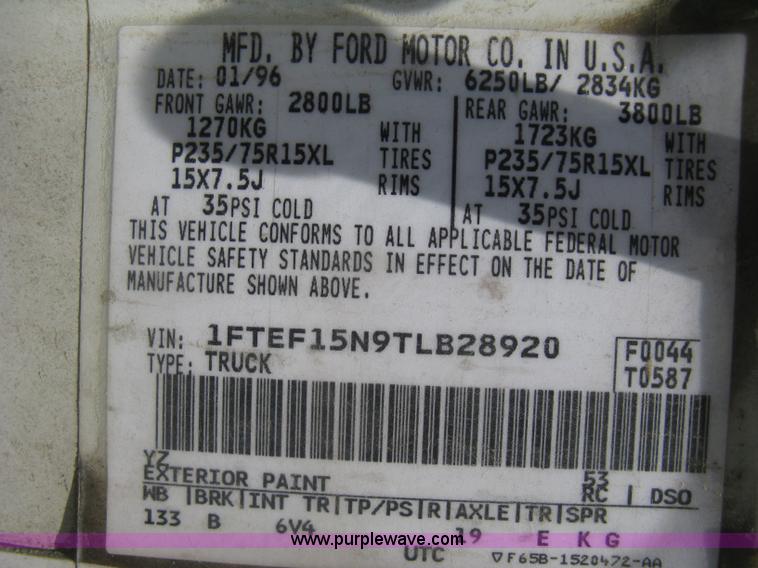 MFD. BY FORD MOTOR CO. IN U.S.A.
DATE: 01/96 GVWR: 6250LB/ 2834KG
FRONT GAWR: 2800LB REAR GAWR: 3800LB
1270KG WITH 1723KG WITH
P235/75R15XL TIRES P235/75R15XL TIRES
15X7.5J RIMS 15X7.5J RIMS
AT 35PSI COLD AT 35PSI COLD
THIS VEHICLE CONFORMS TO ALL APPLICABLE FEDERAL MOTOR
VEHICLE SAFETY STANDARDS IN EFFECT ON THE DATE OF
MANUFACTURE SHOWN ABOVE.
VIN: 1FTEF15N9TLB28920 F0044
TYPE: TRUCK T0587
YZ 53
EXTERIOR PAINT RC | DSO
WB |BRK|INT TR|TP/PS|R|AXLE|TR|SPR
133 B 6V4 19 E K G
www.purplewave.com
UTC ▽F65B-1520472-AA